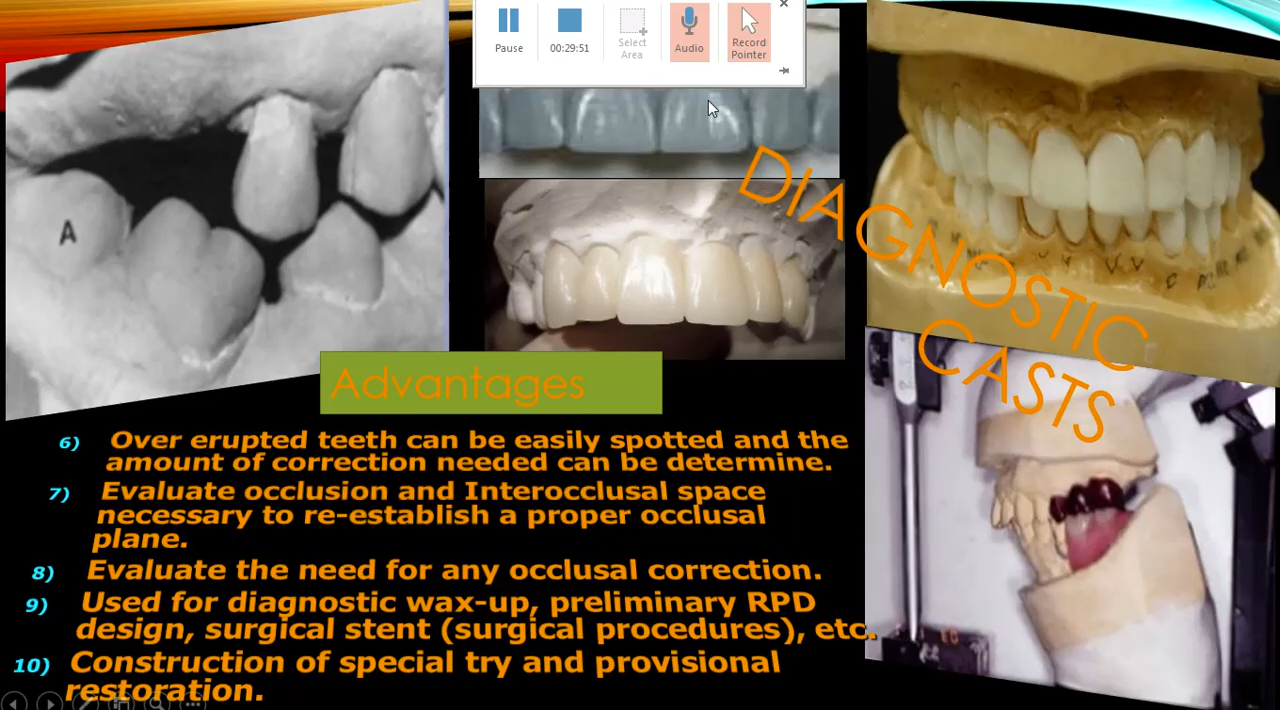 Pause
00:29:51
Select
Area
Audio
Record
Pointer
A
DIAGNOSTIC
CASTS
Advantages
6) Over erupted teeth can be easily spotted and the
amount of correction needed can be determine.
7) Evaluate occlusion and Interocclusal space
necessary to re-establish a proper occlusal
plane.
8) Evaluate the need for any occlusal correction.
9) Used for diagnostic wax-up, preliminary RPD
design, surgical stent (surgical procedures), etc.
10) Construction of special try and provisional
restoration.